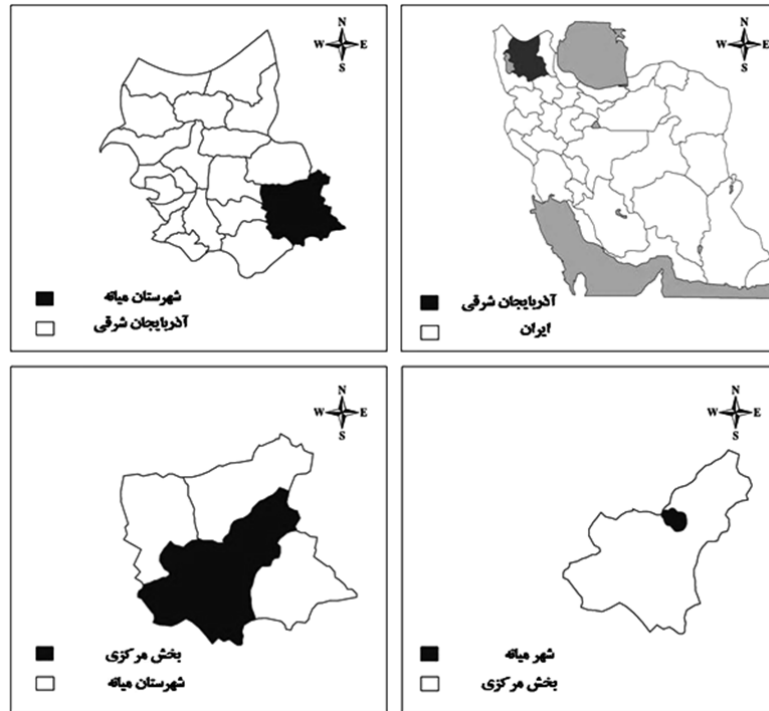 N
W E
S
شهرستان میانه
آذربایجان شرقی
N
W E
S
آذربایجان شرقی
ایران
N
W E
S
بخش مرکزی
شهرستان میانه
N
W E
S
شهر میانه
بخش مرکزی